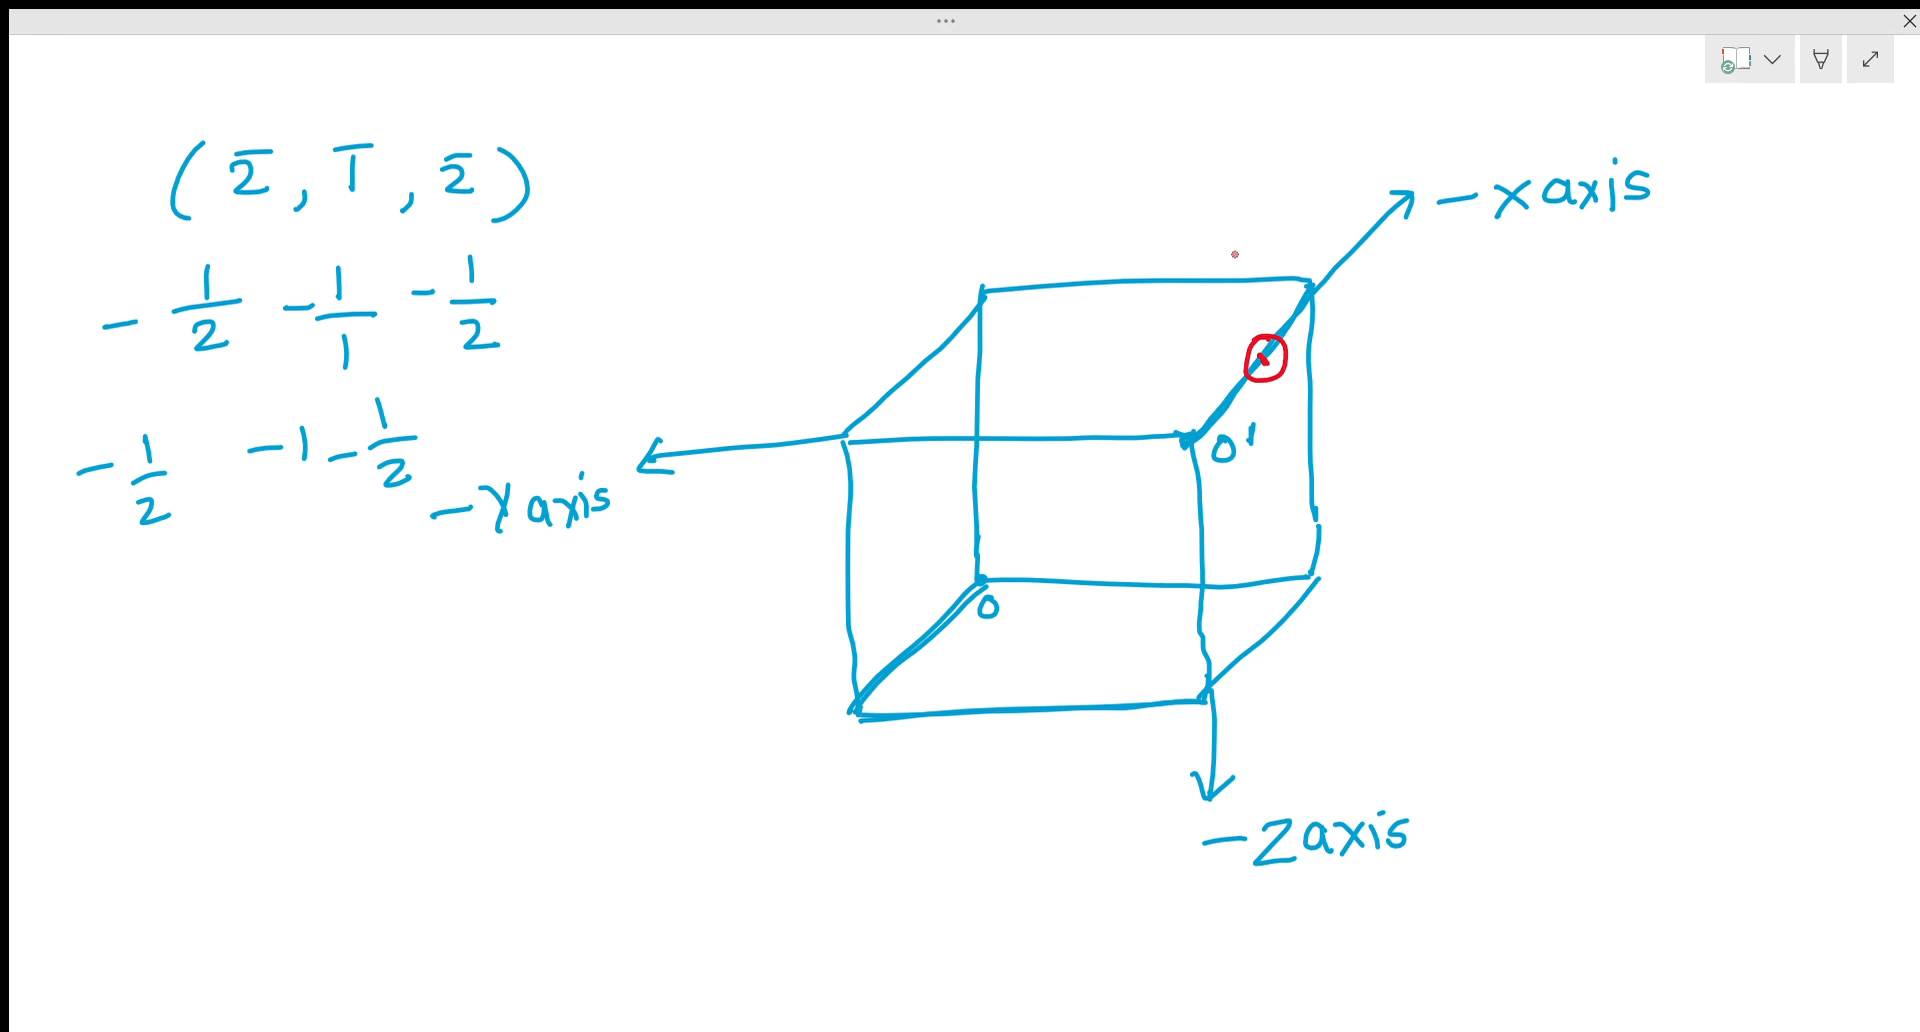 (2̅, 1̅, 2̅)
-1/2 -1/1 -1/2
-1/2 -1 -1/2
-x axis
-Y axis
O'
O
-Z axis